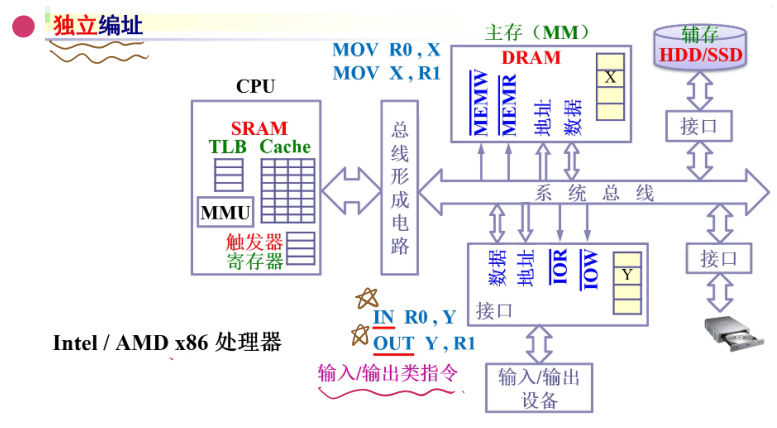 独立编址
MOV R0 , X
MOV X , R1
主存（MM）
DRAM
MEMW
MEMR
地址
数据
X
辅存
HDD/SSD
接口
CPU
SRAM
TLB Cache
MMU
触发器
寄存器
总线形成电路
系统总线
数据
地址
IOR
IOW
Y
接口
接口
IN R0 , Y
OUT Y , R1
输入/输出类指令
Intel / AMD x86 处理器
输入/输出
设备